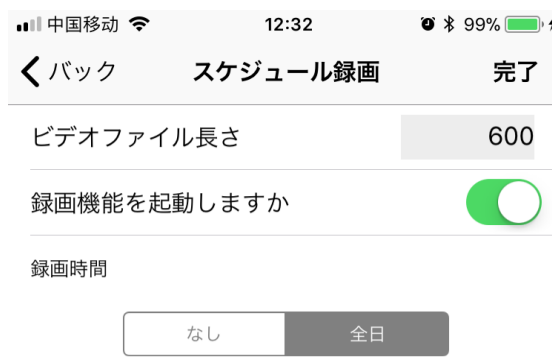 中国移动 12:32 99%
バック スケジュール録画 完了
ビデオファイル長さ 600
録画機能を起動しますか
録画時間
なし 全日